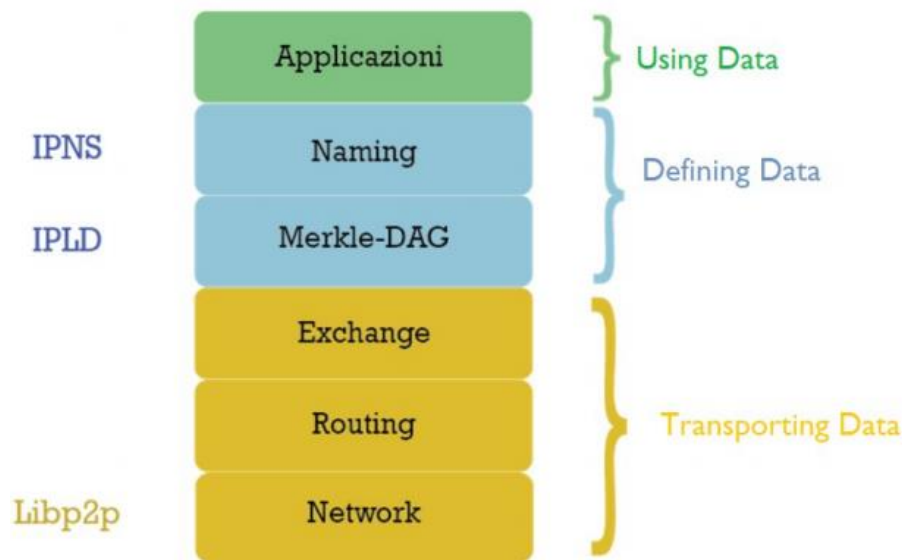 Applicazioni
Using Data
IPNS
Naming
Defining Data
IPLD
Merkle-DAG
Exchange
Routing
Transporting Data
Libp2p
Network